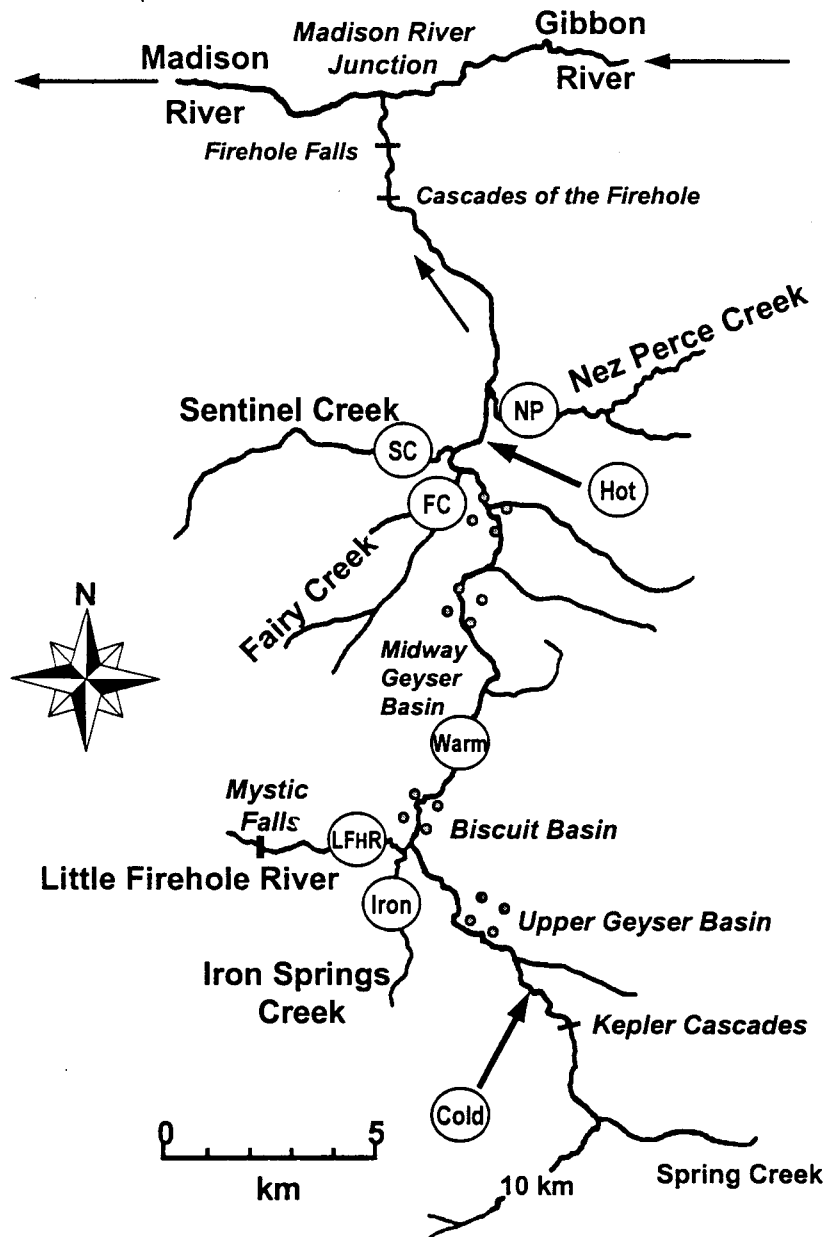 Madison River
Junction
Gibbon
River
Madison
River
Firehole Falls
Cascades of the Firehole
Nez Perce Creek
NP
Sentinel Creek
SC
Hot
FC
Fairy Creek
N
Midway
Geyser
Basin
Warm
Mystic
Falls
LFHR
Biscuit Basin
Little Firehole River
Iron
Upper Geyser Basin
Iron Springs
Creek
Kepler Cascades
Cold
0 5
km
10 km
Spring Creek